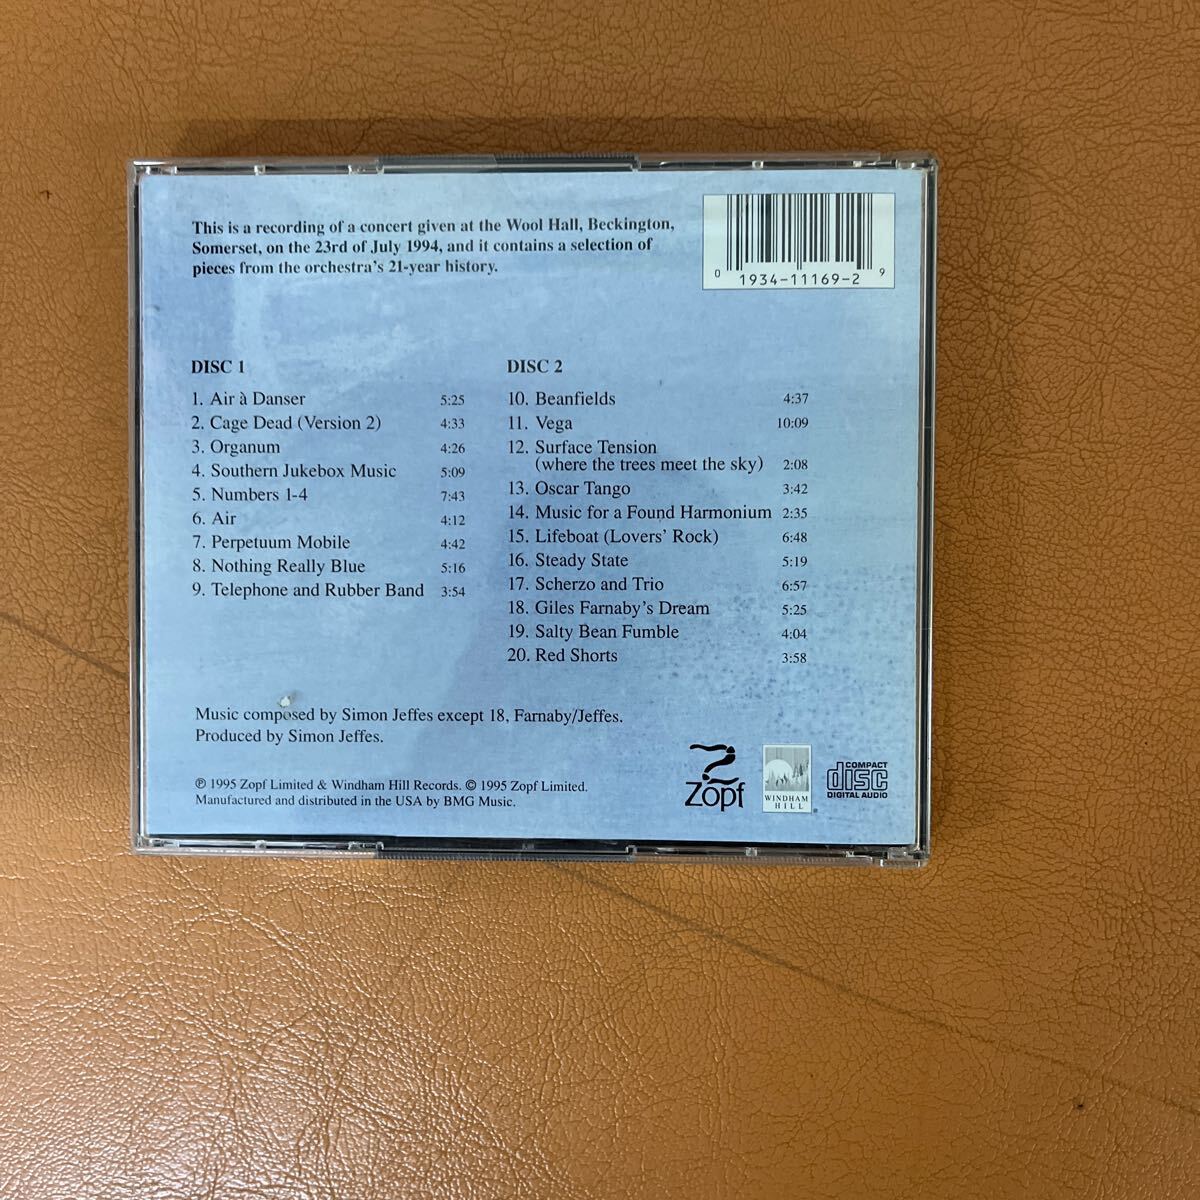 This is a recording of a concert given at the Wool Hall, Beckington,
Somerset, on the 23rd of July 1994, and it contains a selection of
pieces from the orchestra's 21-year history.
0 1934-11169-2 9
DISC 1
1. Air à Danser 5:25
2. Cage Dead (Version 2) 4:33
3. Organum 4:26
4. Southern Jukebox Music 5:09
5. Numbers 1-4 7:43
6. Air 4:12
7. Perpetuum Mobile 4:42
8. Nothing Really Blue 5:16
9. Telephone and Rubber Band 3:54
DISC 2
10. Beanfields 4:37
11. Vega 10:09
12. Surface Tension
(where the trees meet the sky) 2:08
13. Oscar Tango 3:42
14. Music for a Found Harmonium 2:35
15. Lifeboat (Lovers' Rock) 6:48
16. Steady State 5:19
17. Scherzo and Trio 6:57
18. Giles Farnaby's Dream 5:25
19. Salty Bean Fumble 4:04
20. Red Shorts 3:58
Music composed by Simon Jeffes except 18, Farnaby/Jeffes.
Produced by Simon Jeffes.
℗ 1995 Zopf Limited & Windham Hill Records. © 1995 Zopf Limited.
Manufactured and distributed in the USA by BMG Music.
Zopf
WINDHAM
HILL
COMPACT
disc
DIGITAL AUDIO